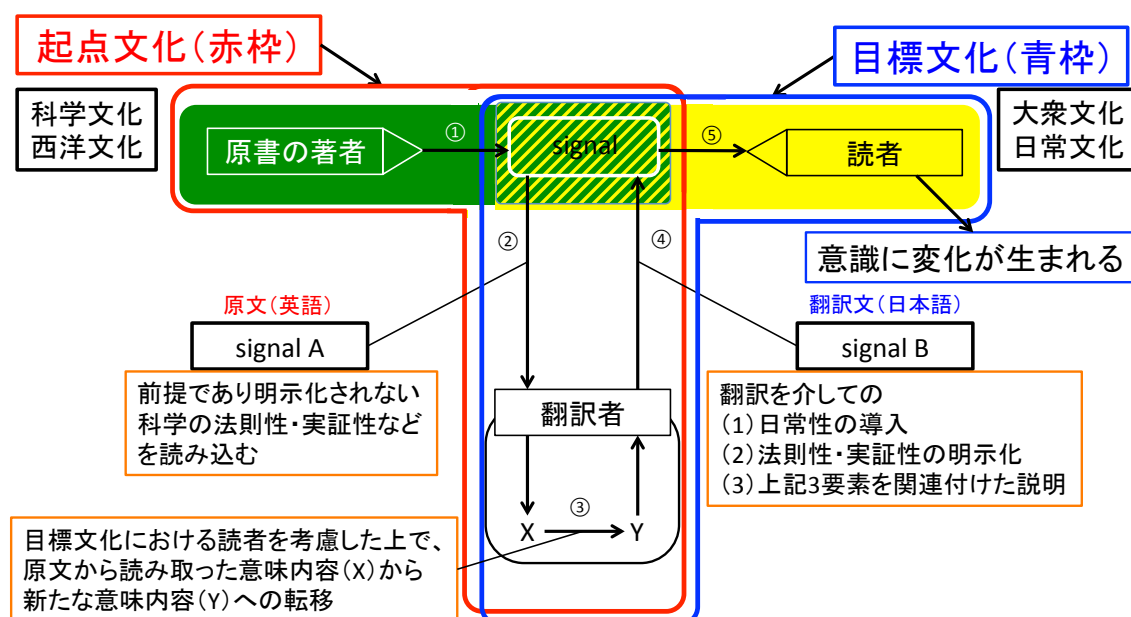 起点文化(赤枠)
目標文化(青枠)
科学文化
西洋文化
大衆文化
日常文化
原書の著者
①
signal
⑤
読者
②
④
意識に変化が生まれる
原文(英語)
signal A
翻訳文(日本語)
signal B
前提であり明示化されない
科学の法則性・実証性など
を読み込む
翻訳者
翻訳を介しての
(1)日常性の導入
(2)法則性・実証性の明示化
(3)上記3要素を関連付けた説明
③
X
Y
目標文化における読者を考慮した上で、
原文から読み取った意味内容(X)から
新たな意味内容(Y)への転移